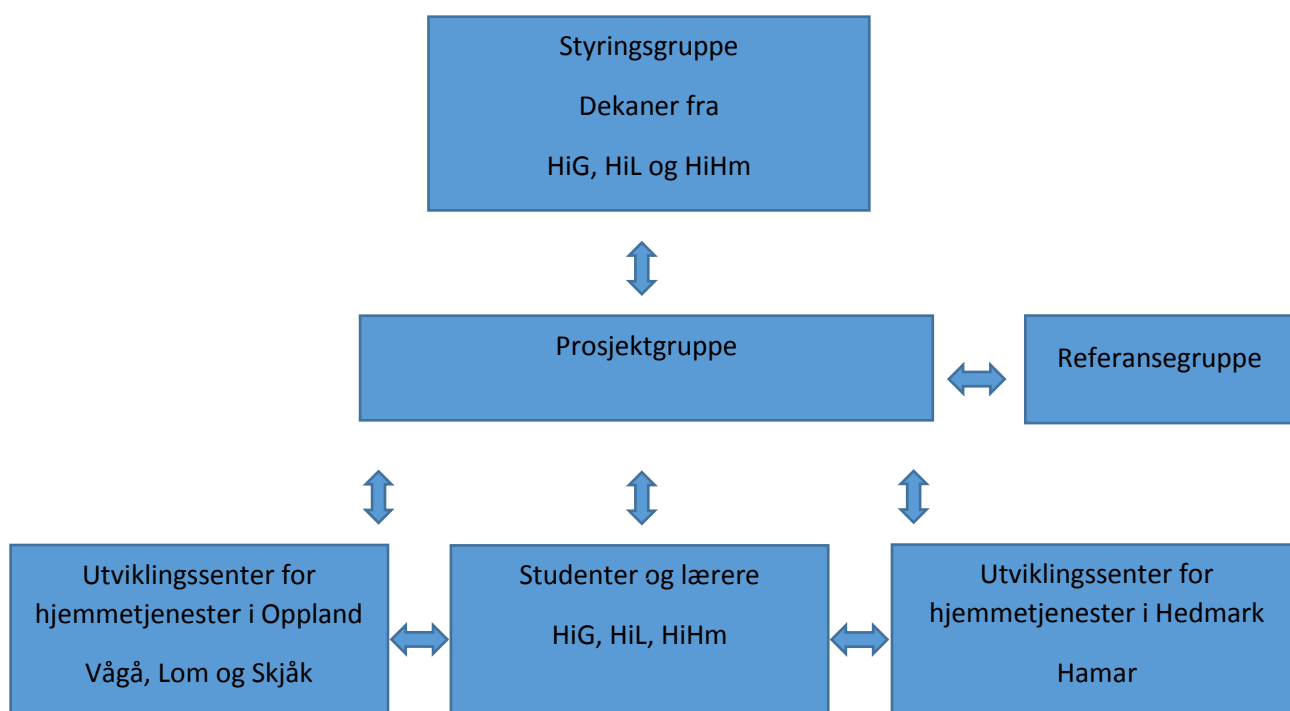 Styringsgruppe
Dekaner fra
HiG, HiL og HiHm
Prosjektgruppe
Referansegruppe
Utviklingssenter for
hjemmetjenester i Oppland
Vågå, Lom og Skjåk
Studenter og lærere
HiG, HiL, HiHm
Utviklingssenter for
hjemmetjenester i Hedmark
Hamar